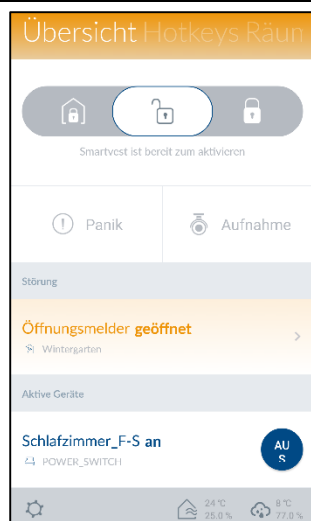 Übersicht Hotkeys Räun
Smartvest ist bereit zum aktivieren
Panik
Aufnahme
Störung
Öffnungsmelder geöffnet
Wintergarten
Aktive Geräte
Schlafzimmer_F-S an
AU
S
POWER_SWITCH
24 °C
25.0 %
8 °C
77.0 %